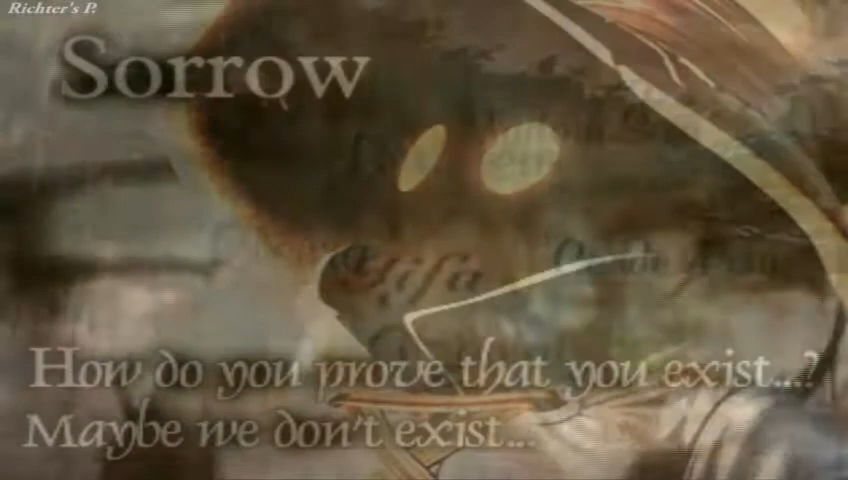 Richter's P.
Sorrow
How do you prove that you exist...?
Maybe we don't exist...